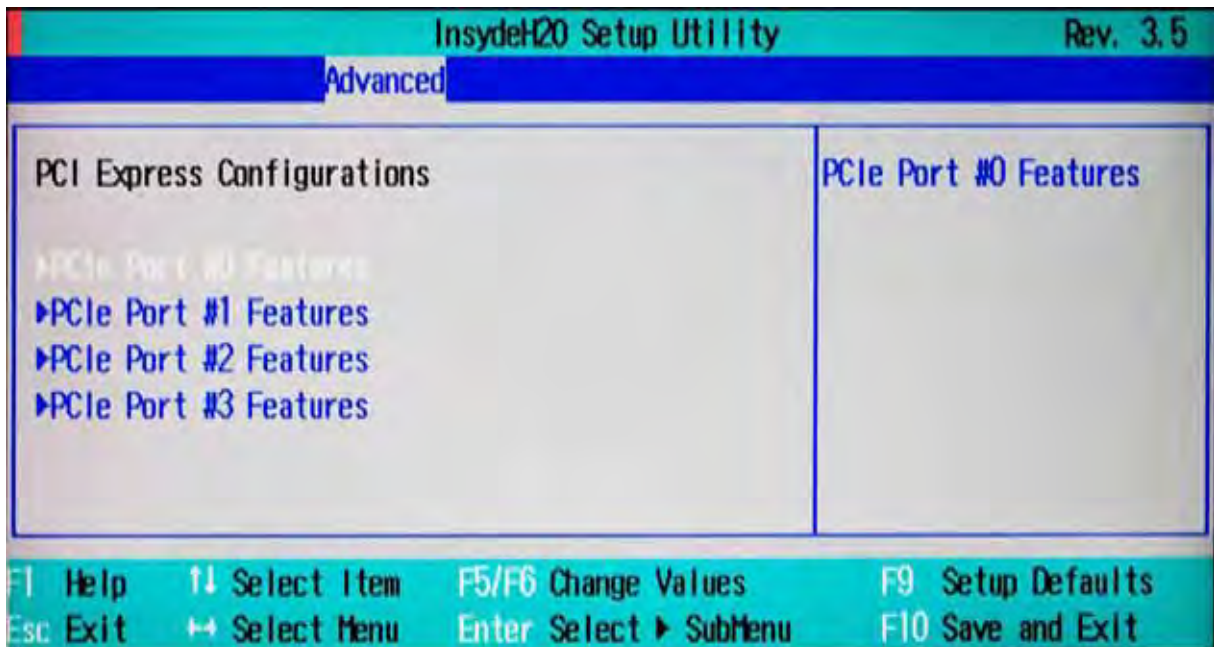 InsydeH20 Setup Utility Rev. 3.5
Advanced
PCI Express Configurations
PCIe Port #0 Features
▶PCIe Port #0 Features
▶PCIe Port #1 Features
▶PCIe Port #2 Features
▶PCIe Port #3 Features
F1 Help ↑↓ Select Item F5/F6 Change Values F9 Setup Defaults
Esc Exit ↔ Select Menu Enter Select ▶ SubMenu F10 Save and Exit